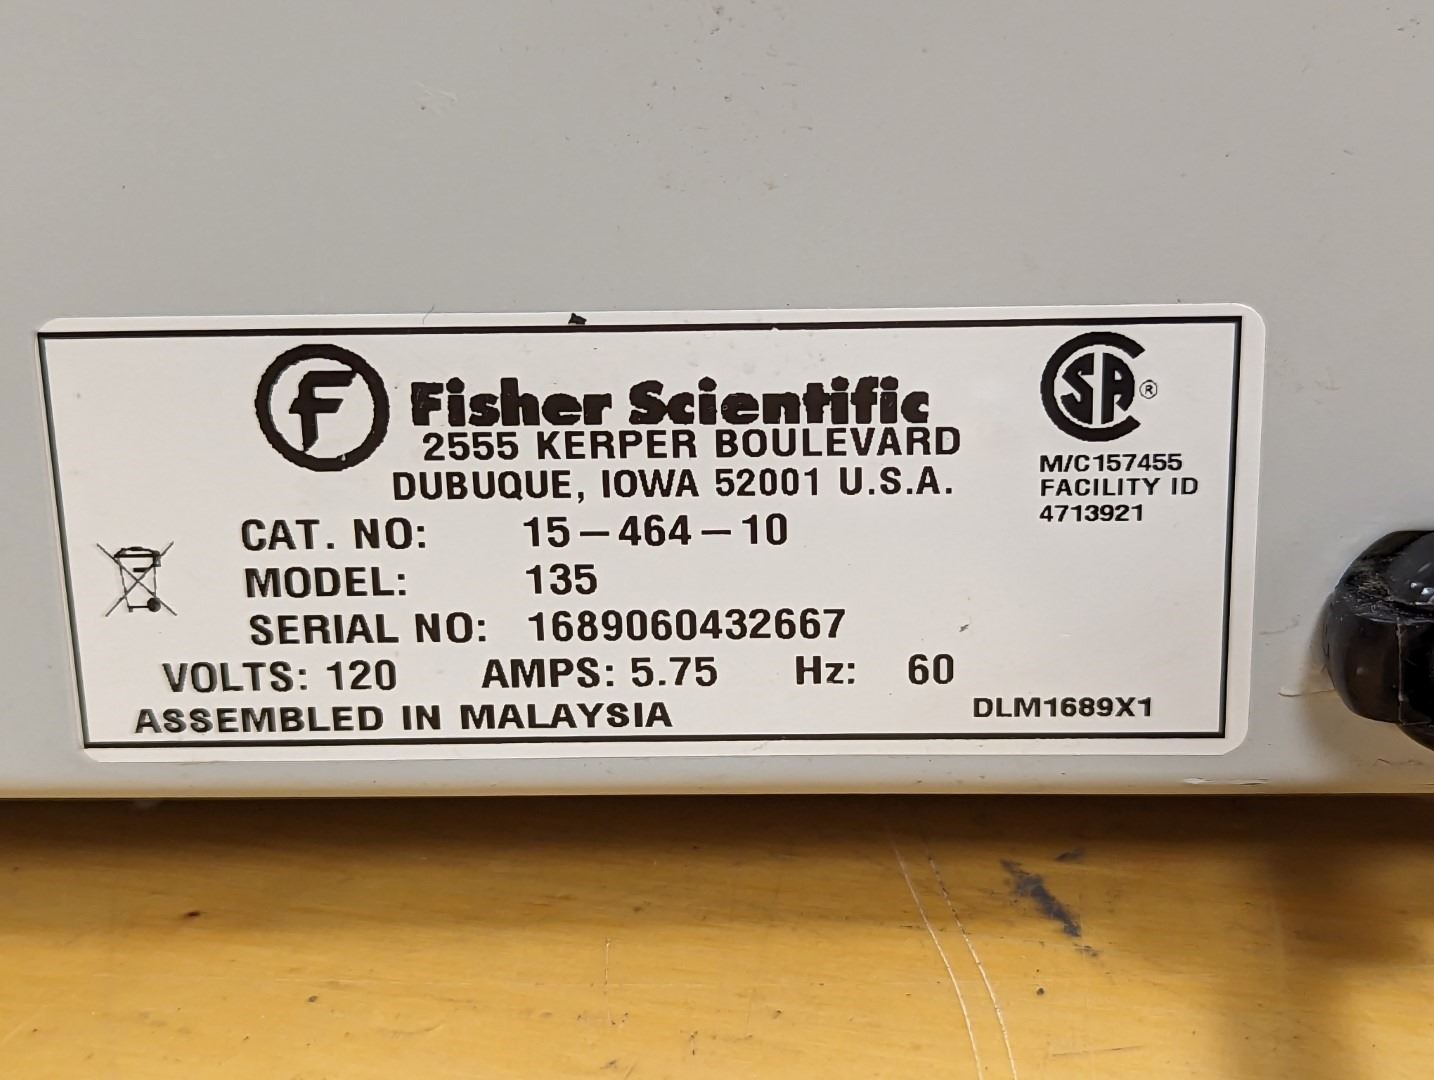 F Fisher Scientific
2555 KERPER BOULEVARD
DUBUQUE, IOWA 52001 U.S.A.
CSA ®
M/C157455
FACILITY ID
4713921
CAT. NO: 15-464-10
MODEL: 135
SERIAL NO: 1689060432667
VOLTS: 120 AMPS: 5.75 Hz: 60
ASSEMBLED IN MALAYSIA DLM1689X1